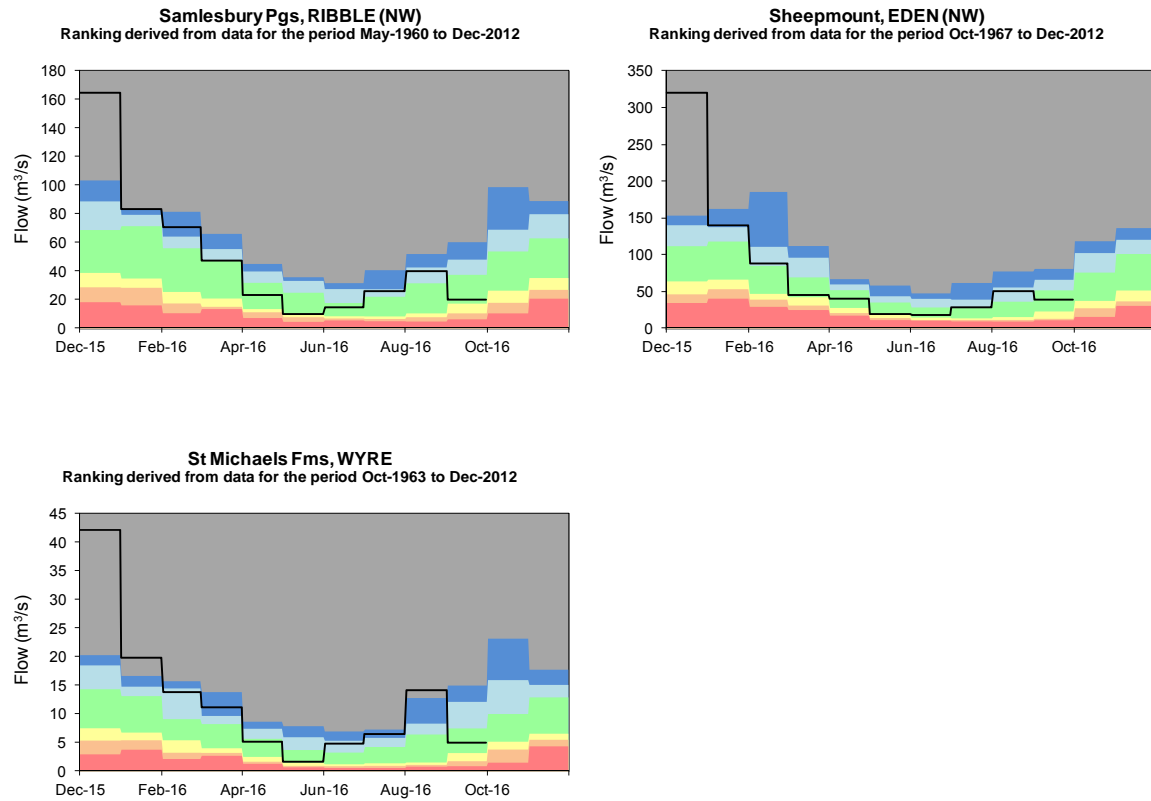 Samlesbury Pgs, RIBBLE (NW)
Ranking derived from data for the period May-1960 to Dec-2012
180
160
140
120
100
80
60
40
20
0
Flow (m³/s)
Dec-15 Feb-16 Apr-16 Jun-16 Aug-16 Oct-16
Sheepmount, EDEN (NW)
Ranking derived from data for the period Oct-1967 to Dec-2012
350
300
250
200
150
100
50
0
Flow (m³/s)
Dec-15 Feb-16 Apr-16 Jun-16 Aug-16 Oct-16
St Michaels Fms, WYRE
Ranking derived from data for the period Oct-1963 to Dec-2012
45
40
35
30
25
20
15
10
5
0
Flow (m³/s)
Dec-15 Feb-16 Apr-16 Jun-16 Aug-16 Oct-16